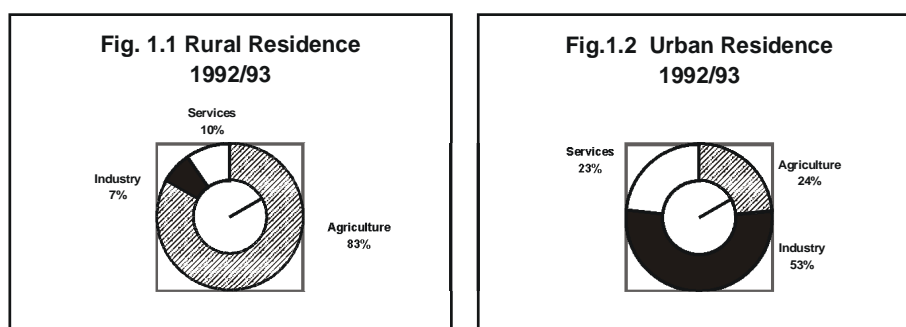 Fig. 1.1 Rural Residence
1992/93
Services
10%
Industry
7%
Agriculture
83%
Fig.1.2 Urban Residence
1992/93
Services
23%
Agriculture
24%
Industry
53%